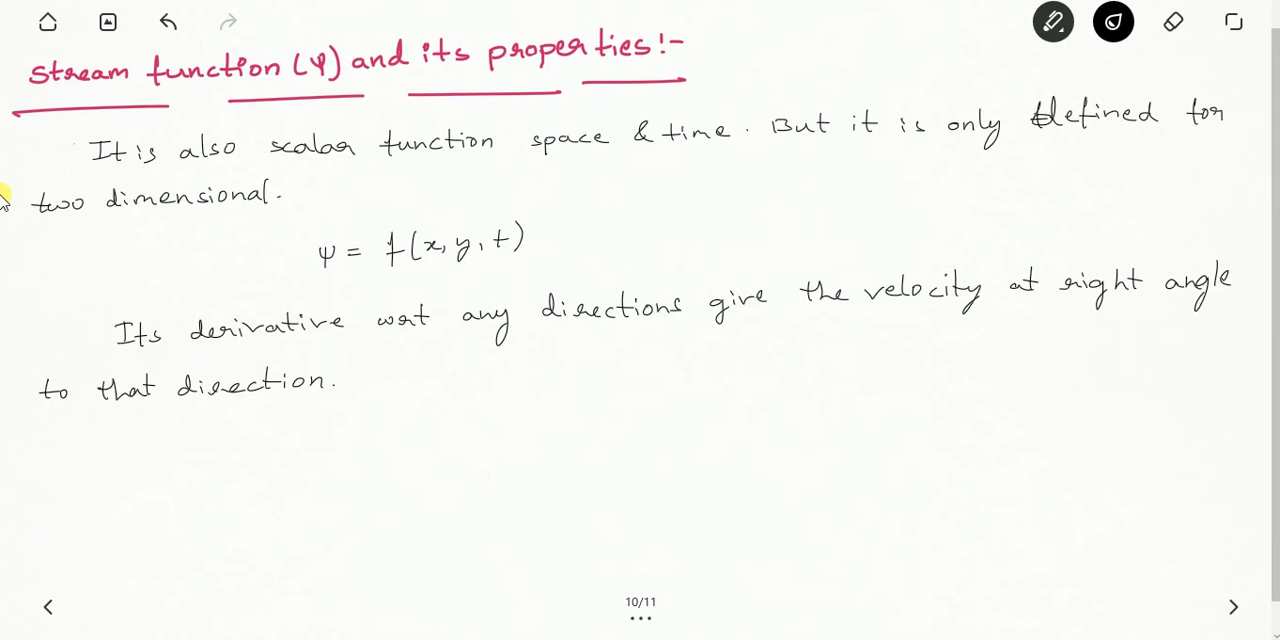 Stream function (ψ) and its properties :-
It is also scalar function space & time. But it is only defined for
two dimensional.
ψ = f(x, y, t)
Its derivative wrt any directions give the velocity at right angle
to that direction.
10/11